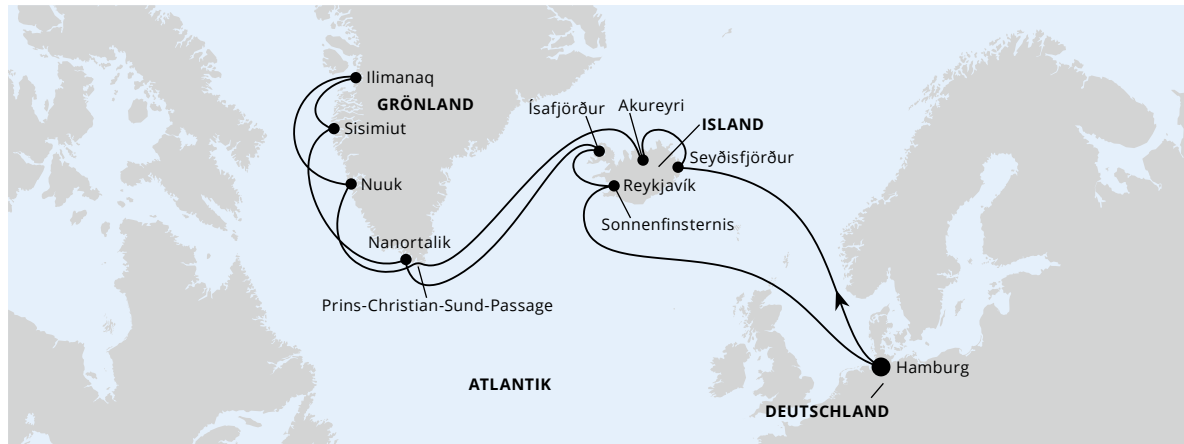 Ilimanaq
GRÖNLAND
Ísafjörður
Akureyri
ISLAND
Sisimiut
Seyðisfjörður
Nuuk
Reykjavík
Sonnenfinsternis
Nanortalik
Prins-Christian-Sund-Passage
Hamburg
ATLANTIK
DEUTSCHLAND